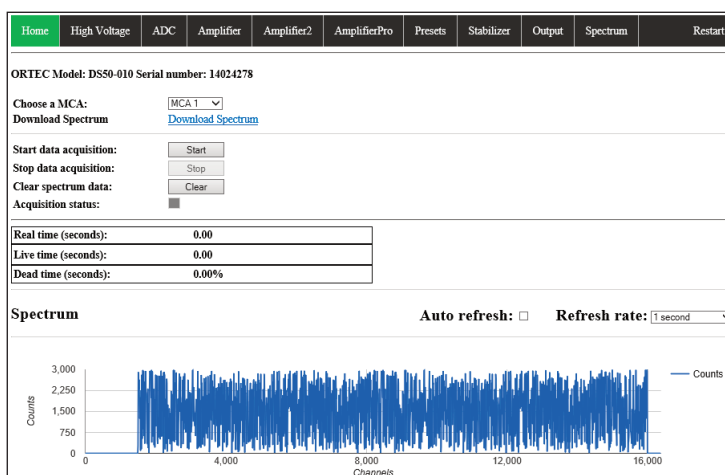 Home High Voltage ADC Amplifier Amplifier2 AmplifierPro Presets Stabilizer Output Spectrum Restart
ORTEC Model: DS50-010 Serial number: 14024278
Choose a MCA: MCA 1
Download Spectrum Download Spectrum
Start data acquisition: Start
Stop data acquisition: Stop
Clear spectrum data: Clear
Acquisition status:
Real time (seconds): 0.00
Live time (seconds): 0.00
Dead time (seconds): 0.00%
Spectrum Auto refresh: Refresh rate: 1 second
3,000
Counts
2,250
1,500
750
0
Counts
0 4,000 8,000 12,000 16,000
Channels